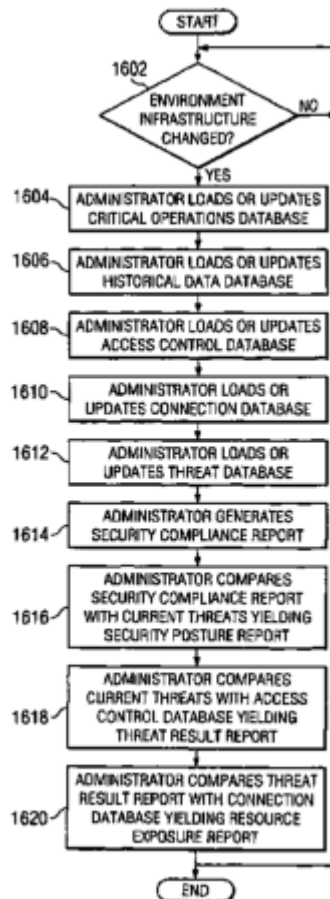 START
1602
ENVIRONMENT
INFRASTRUCTURE
CHANGED?
NO
YES
1604
ADMINISTRATOR LOADS OR UPDATES
CRITICAL OPERATIONS DATABASE
1606
ADMINISTRATOR LOADS OR UPDATES
HISTORICAL DATA DATABASE
1608
ADMINISTRATOR LOADS OR UPDATES
ACCESS CONTROL DATABASE
1610
ADMINISTRATOR LOADS OR
UPDATES CONNECTION DATABASE
1612
ADMINISTRATOR LOADS OR
UPDATES THREAT DATABASE
1614
ADMINISTRATOR GENERATES
SECURITY COMPLIANCE REPORT
1616
ADMINISTRATOR COMPARES
SECURITY COMPLIANCE REPORT
WITH CURRENT THREATS YIELDING
SECURITY POSTURE REPORT
1618
ADMINISTRATOR COMPARES
CURRENT THREATS WITH ACCESS
CONTROL DATABASE YIELDING
THREAT RESULT REPORT
1620
ADMINISTRATOR COMPARES THREAT
RESULT REPORT WITH CONNECTION
DATABASE YIELDING RESOURCE
EXPOSURE REPORT
END